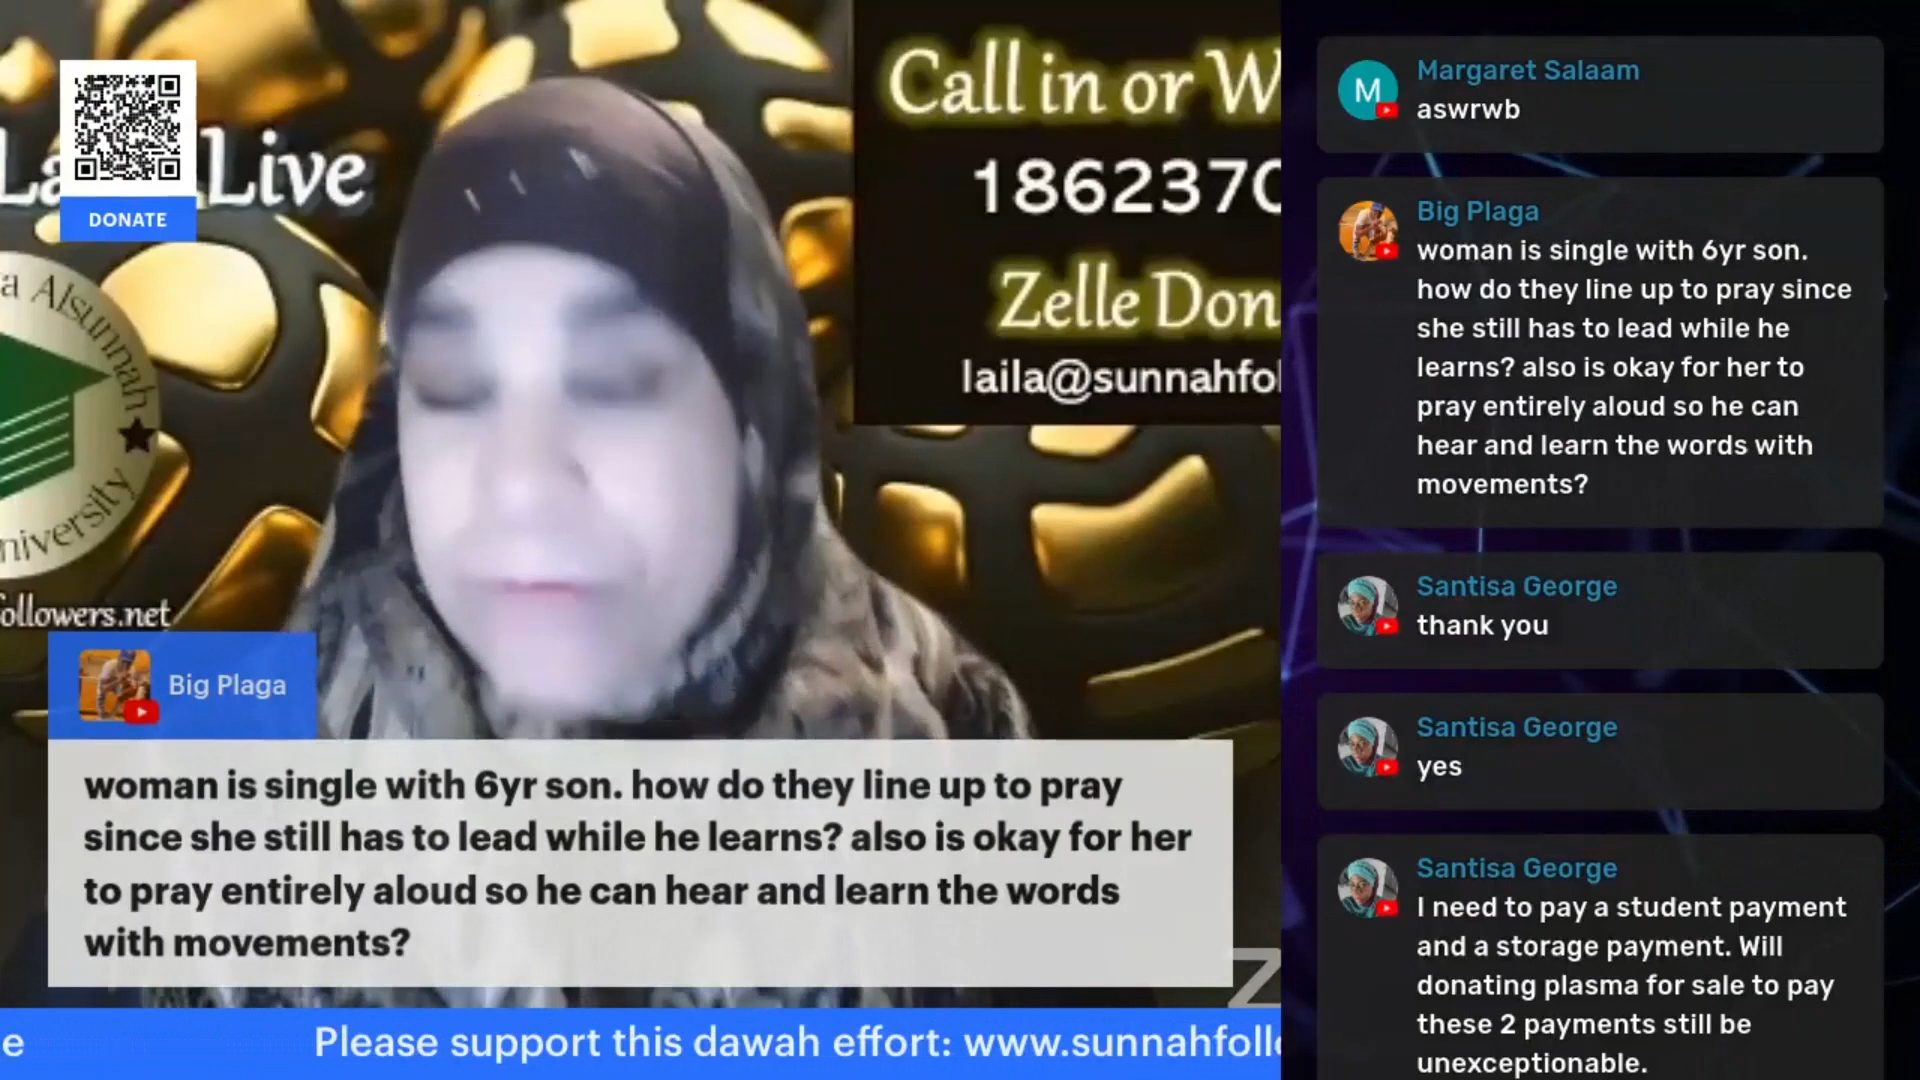 La Live
DONATE
a Alsunnah
niversity
followers.net
Call in or W
1862370
Zelle Don
laila@sunnahfol
Big Plaga
woman is single with 6yr son. how do they line up to pray
since she still has to lead while he learns? also is okay for her
to pray entirely aloud so he can hear and learn the words
with movements?
e
Please support this dawah effort: www.sunnahfollo
M
Margaret Salaam
aswrwb
Big Plaga
woman is single with 6yr son.
how do they line up to pray since
she still has to lead while he
learns? also is okay for her to
pray entirely aloud so he can
hear and learn the words with
movements?
Santisa George
thank you
Santisa George
yes
Santisa George
I need to pay a student payment
and a storage payment. Will
donating plasma for sale to pay
these 2 payments still be
unexceptionable.